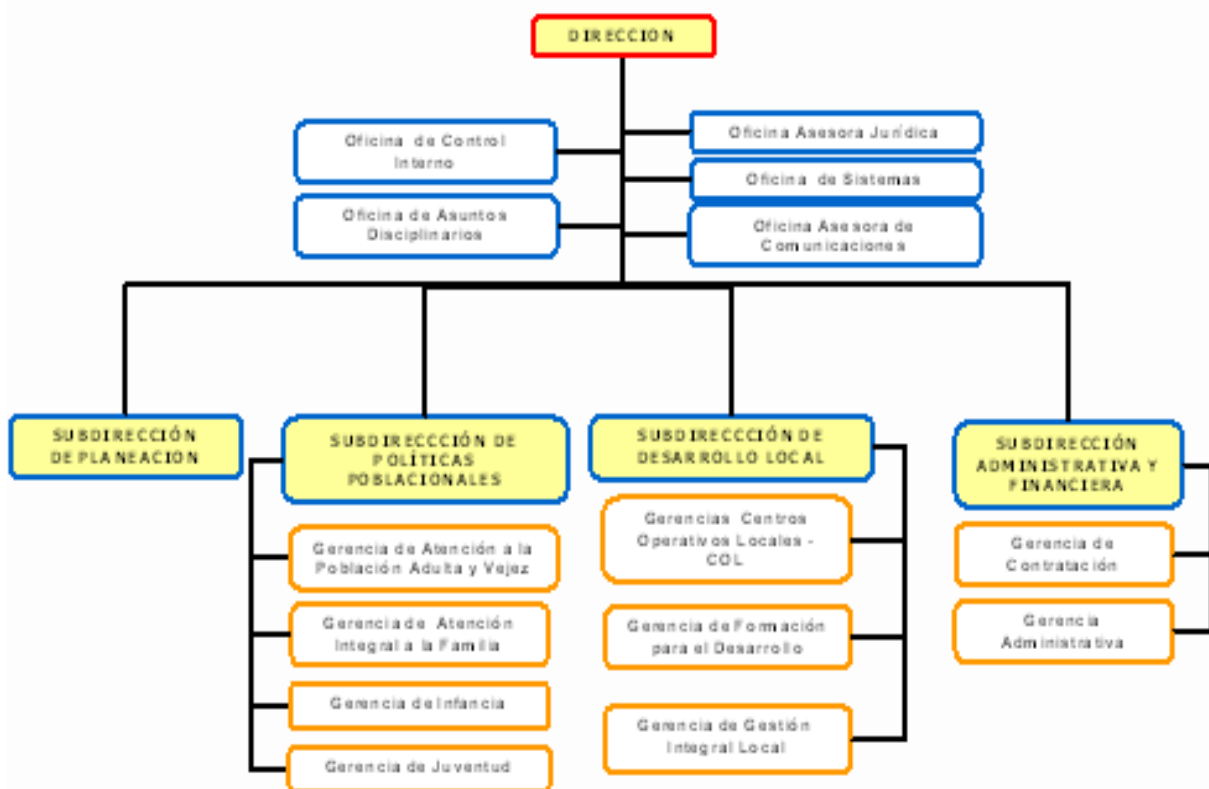 DIRECCION
Oficina de Control
Interno
Oficina Asesora Jurídica
Oficina de Sistemas
Oficina de Asuntos
Disciplinarios
Oficina Asesora de
Comunicaciones
SUBDIRECCIÓN
DE PLANEACION
SUBDIRECCCIÓN DE
POLÍTICAS
POBLACIONALES
Gerencia de Atención a la
Población Adulta y Vejez
Gerencia de Atención
Integral a la Familia
Gerencia de Infancia
Gerencia de Juventud
SUBDIRECCCIÓN DE
DESARROLLO LOCAL
Gerencias Centros
Operativos Locales -
COL
Gerencia de Formación
para el Desarrollo
Gerencia de Gestión
Integral Local
SUBDIRECCIÓN
ADMINISTRATIVA Y
FINANCIERA
Gerencia de
Contratación
Gerencia
Administrativa